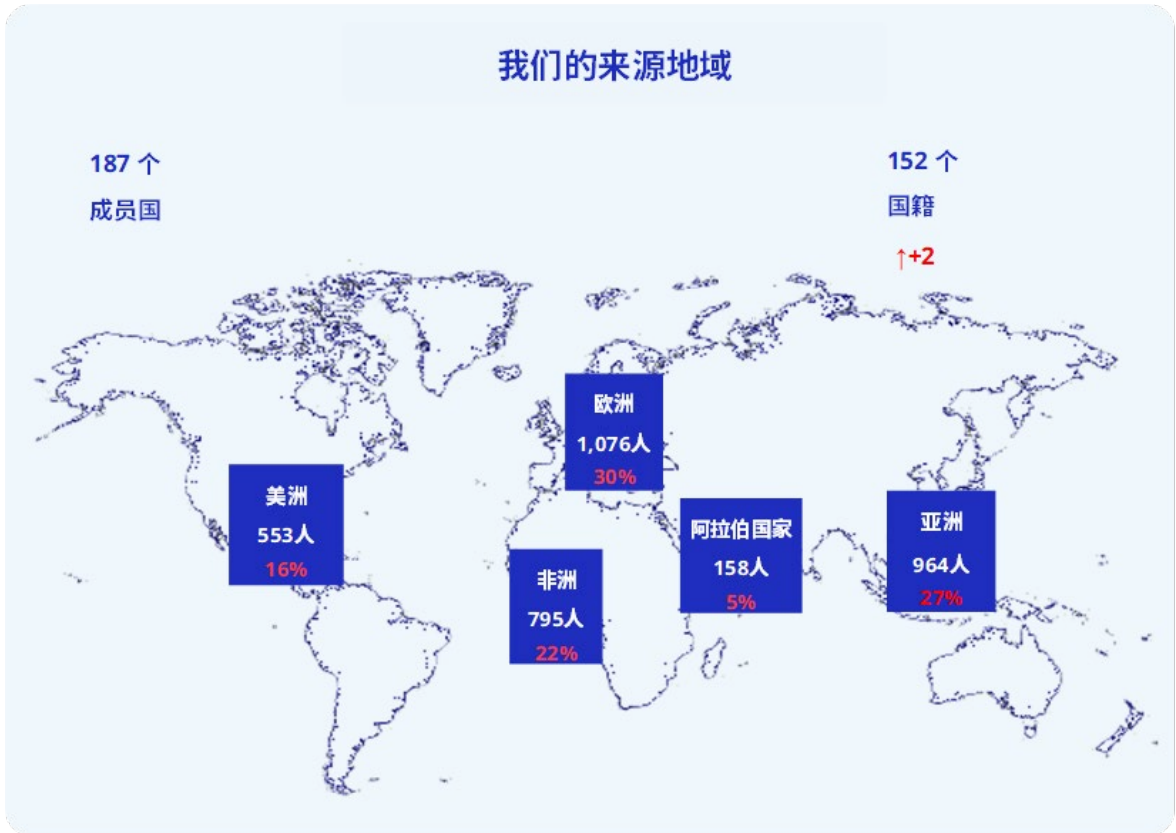 我们的来源地域
187 个
成员国
152 个
国籍
↑+2
欧洲
1,076人
30%
美洲
553人
16%
阿拉伯国家
158人
5%
亚洲
964人
27%
非洲
795人
22%